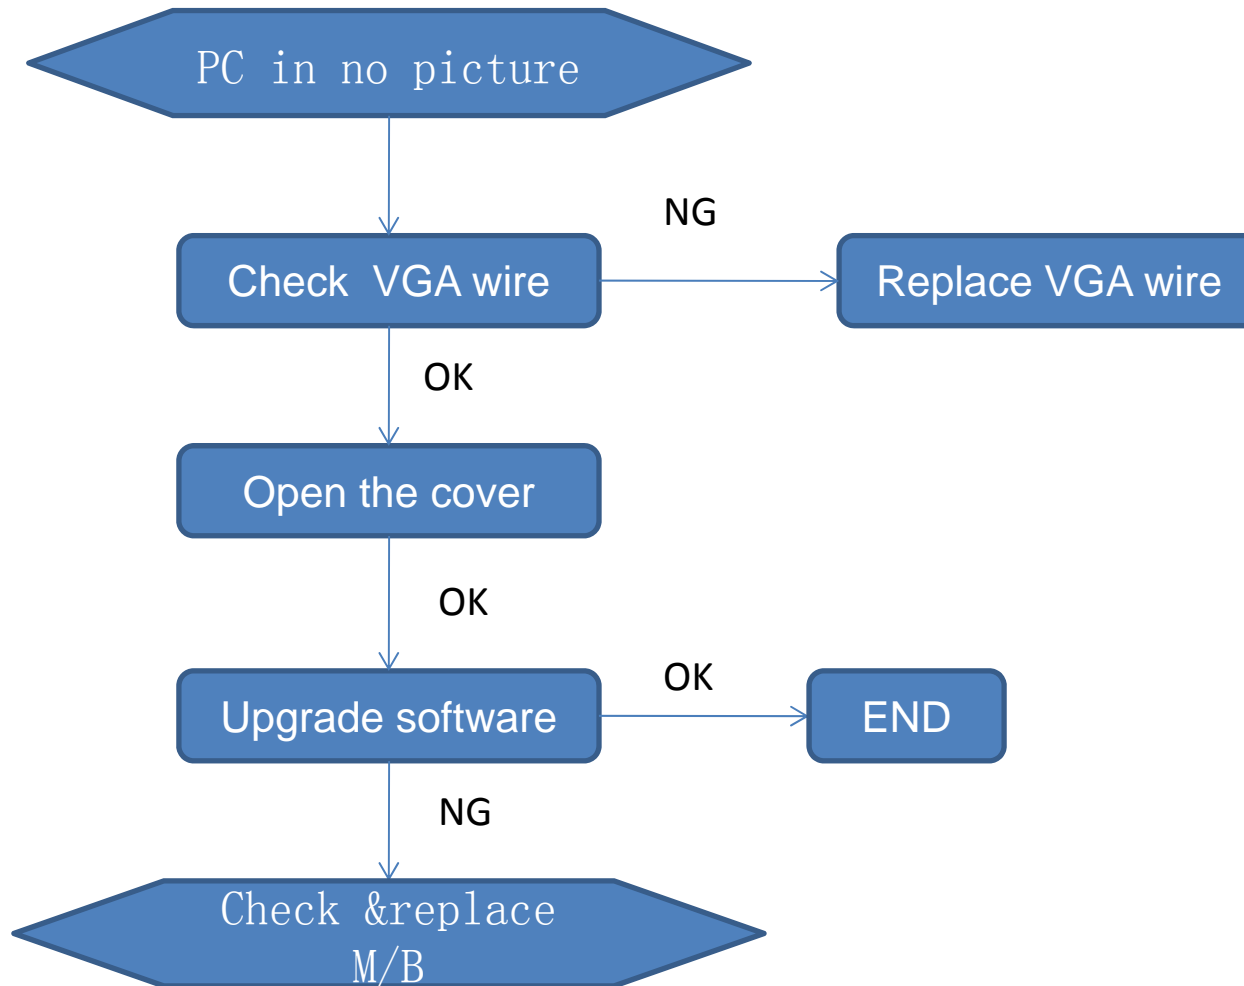 PC in no picture
NG
Check  VGA wire
Replace VGA wire
OK
Open the cover
OK
OK
Upgrade software
END
NG
Check &replace
M/B